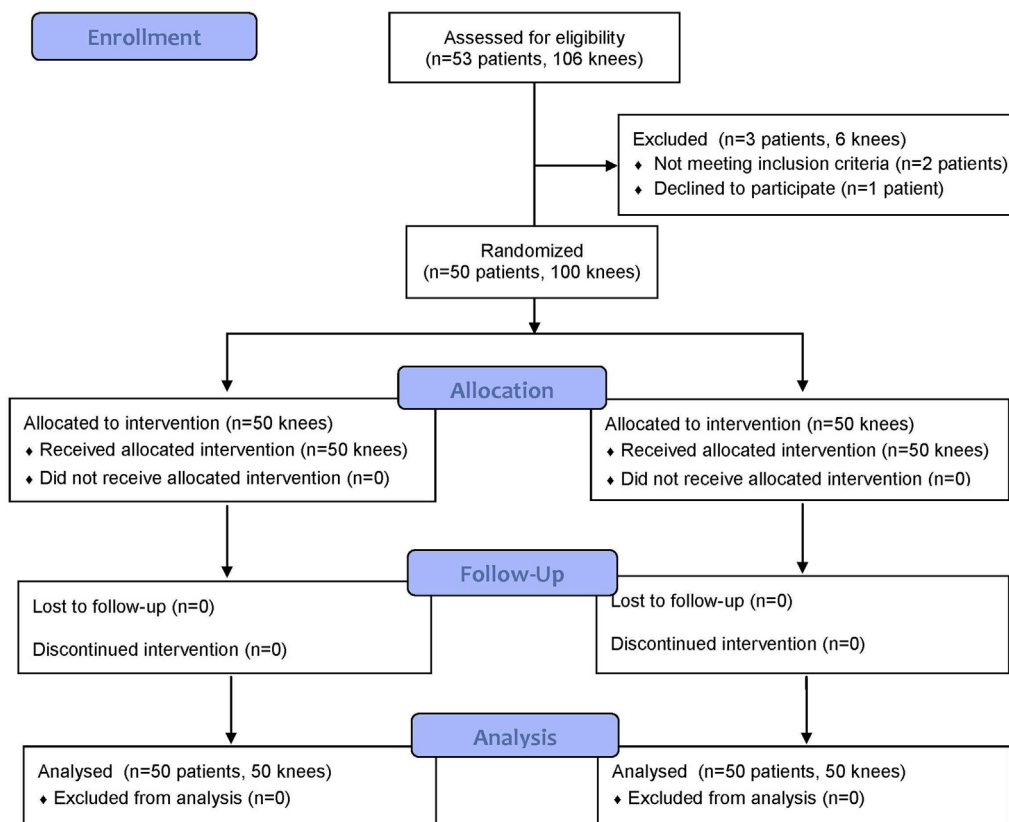 Enrollment
Assessed for eligibility
(n=53 patients, 106 knees)
Excluded (n=3 patients, 6 knees)
♦ Not meeting inclusion criteria (n=2 patients)
♦ Declined to participate (n=1 patient)
Randomized
(n=50 patients, 100 knees)
Allocation
Allocated to intervention (n=50 knees)
♦ Received allocated intervention (n=50 knees)
♦ Did not receive allocated intervention (n=0)
Allocated to intervention (n=50 knees)
♦ Received allocated intervention (n=50 knees)
♦ Did not receive allocated intervention (n=0)
Follow-Up
Lost to follow-up (n=0)
Discontinued intervention (n=0)
Lost to follow-up (n=0)
Discontinued intervention (n=0)
Analysis
Analysed (n=50 patients, 50 knees)
♦ Excluded from analysis (n=0)
Analysed (n=50 patients, 50 knees)
♦ Excluded from analysis (n=0)